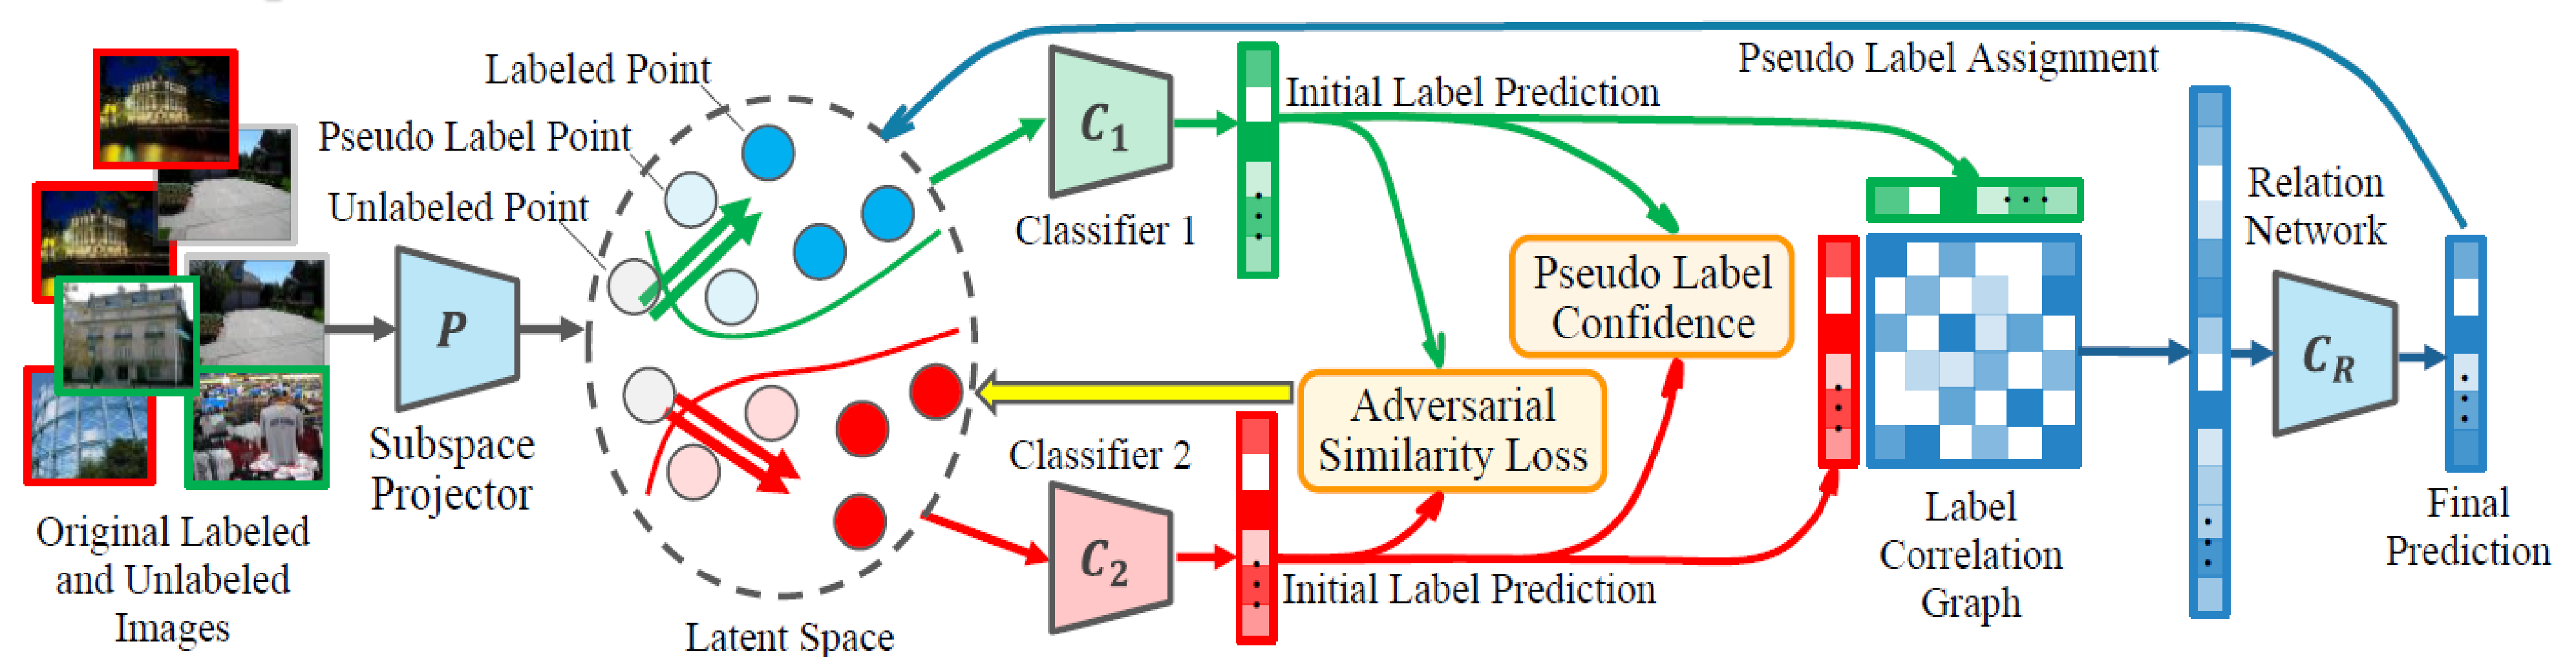 Original Labeled
and Unlabeled
Images
P
Subspace
Projector
Labeled Point
Pseudo Label Point
Unlabeled Point
Latent Space
C1
Classifier 1
Initial Label Prediction
Classifier 2
C2
Initial Label Prediction
Pseudo Label
Confidence
Adversarial
Similarity Loss
Pseudo Label Assignment
Label
Correlation
Graph
Relation
Network
CR
Final
Prediction